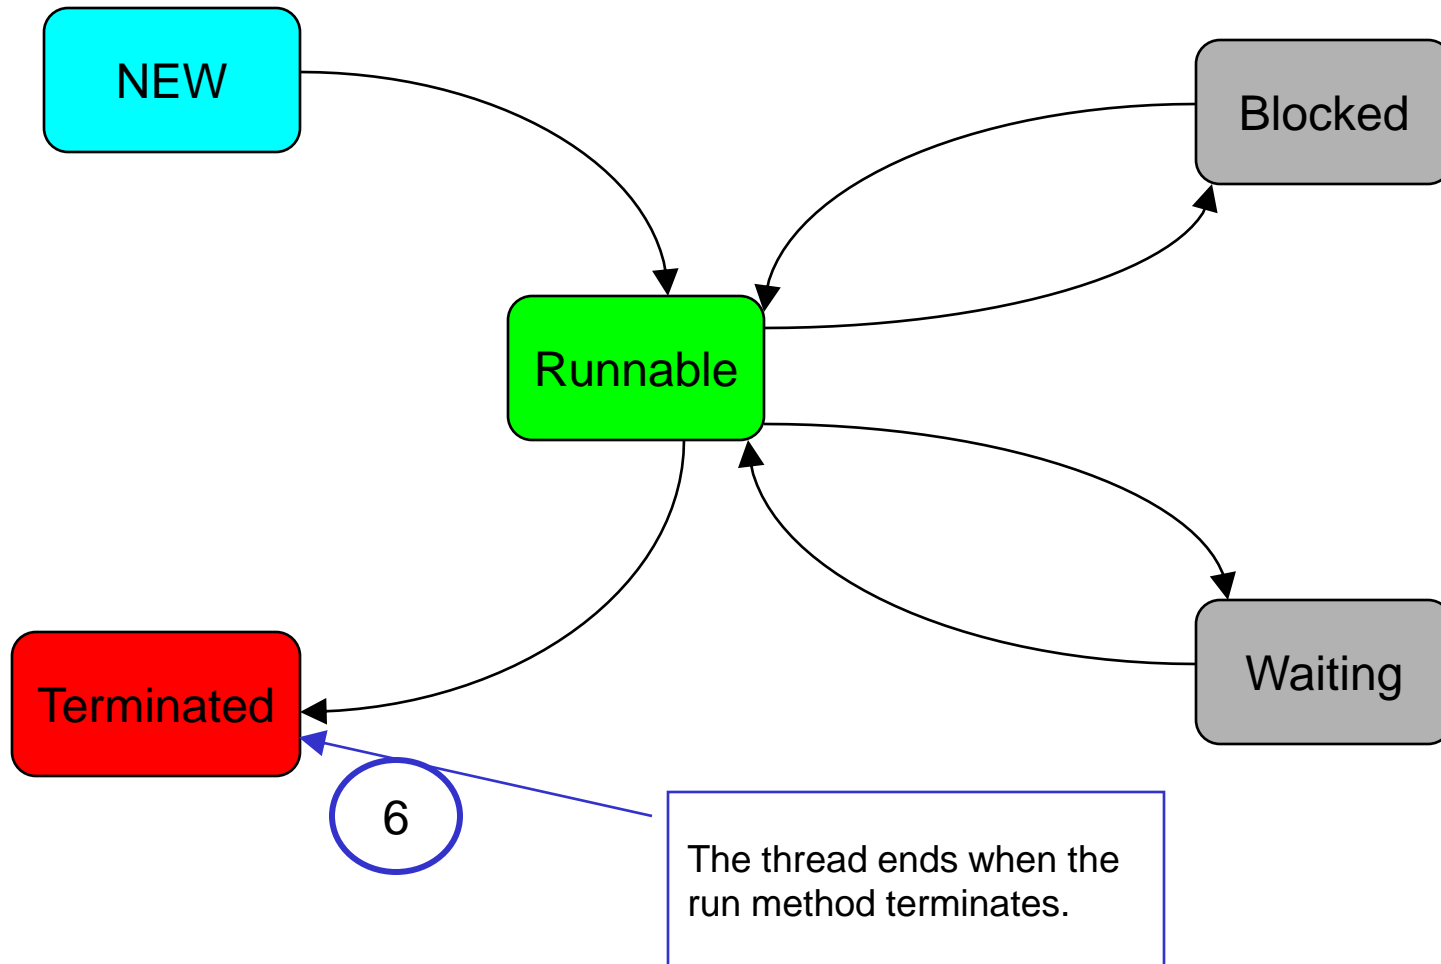 NEW
Blocked
Runnable
Terminated
Waiting
6
The thread ends when the
run method terminates.